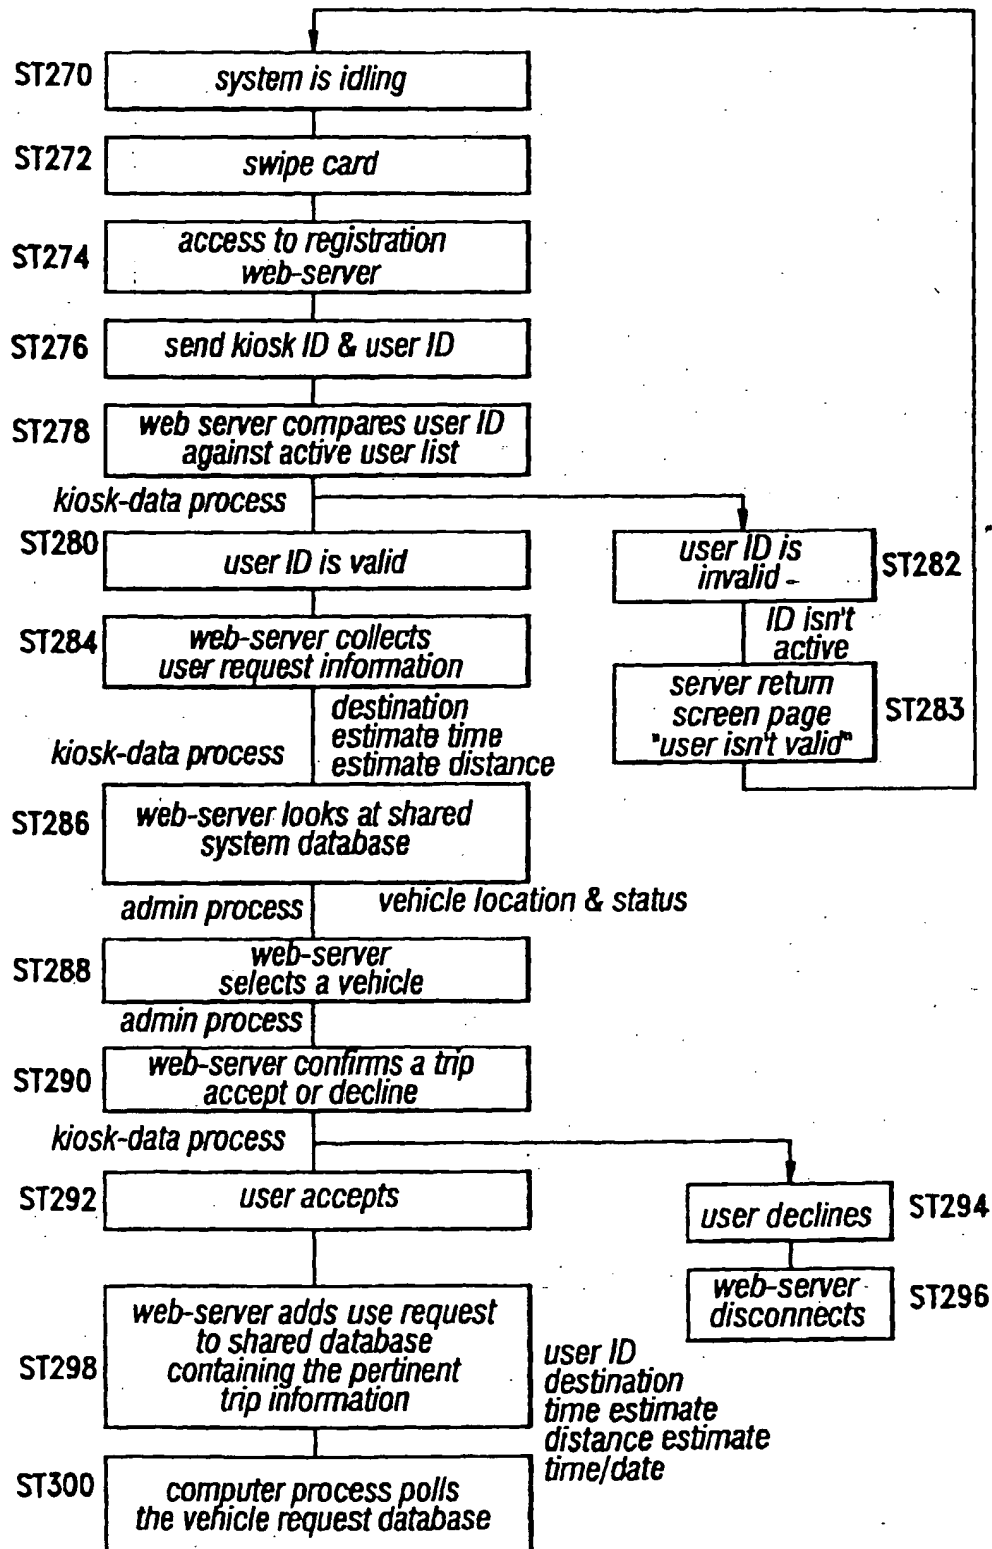 ST270
system is idling
ST272
swipe card
ST274
access to registration
web-server
ST276
send kiosk ID & user ID
ST278
web server compares user ID
against active user list
kiosk-data process
ST280
user ID is valid
user ID is
invalid
ST282
ID isn't
active
ST284
web-server collects
user request information
server return
screen page
"user isn't valid"
ST283
destination
estimate time
estimate distance
kiosk-data process
ST286
web-server looks at shared
system database
admin process
vehicle location & status
ST288
web-server
selects a vehicle
admin process
ST290
web-server confirms a trip
accept or decline
kiosk-data process
ST292
user accepts
user declines
ST294
web-server
disconnects
ST296
ST298
web-server adds use request
to shared database
containing the pertinent
trip information
user ID
destination
time estimate
distance estimate
time/date
ST300
computer process polls
the vehicle request database